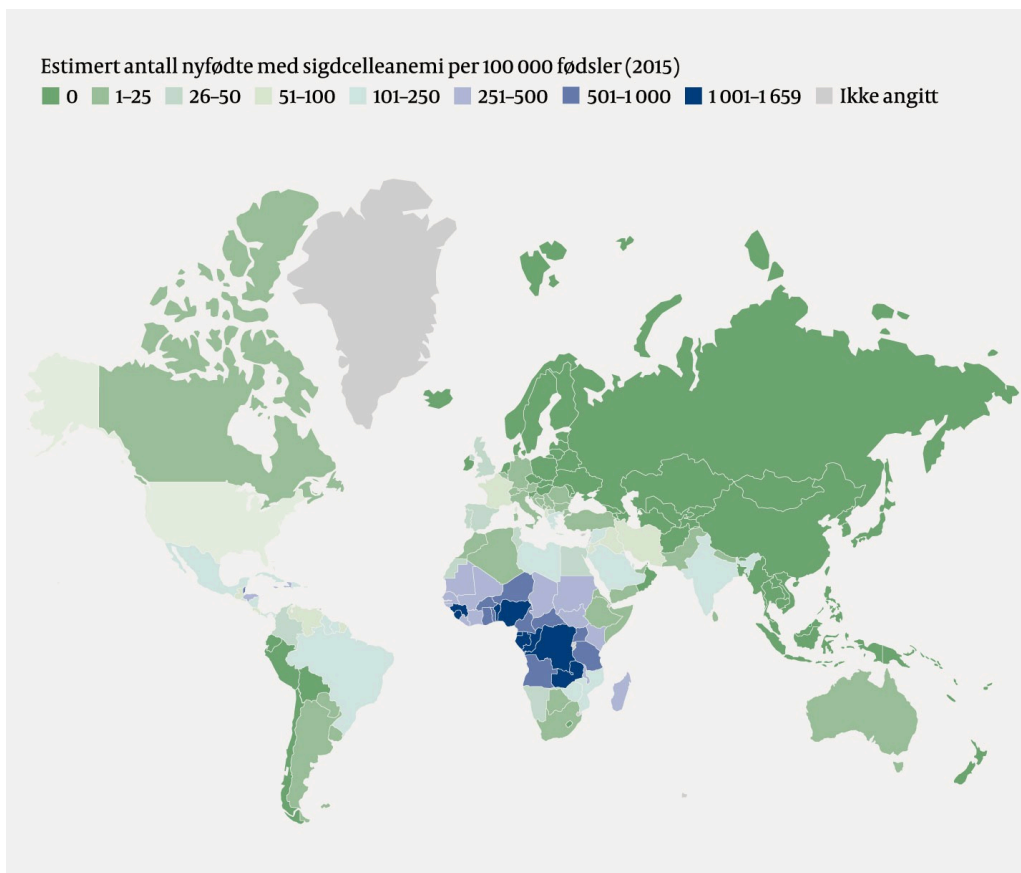 Estimert antall nyfødte med sigdcelleanemi per 100 000 fødsler (2015)
0 1–25 26–50 51–100 101–250 251–500 501–1 000 1 001–1 659 Ikke angitt